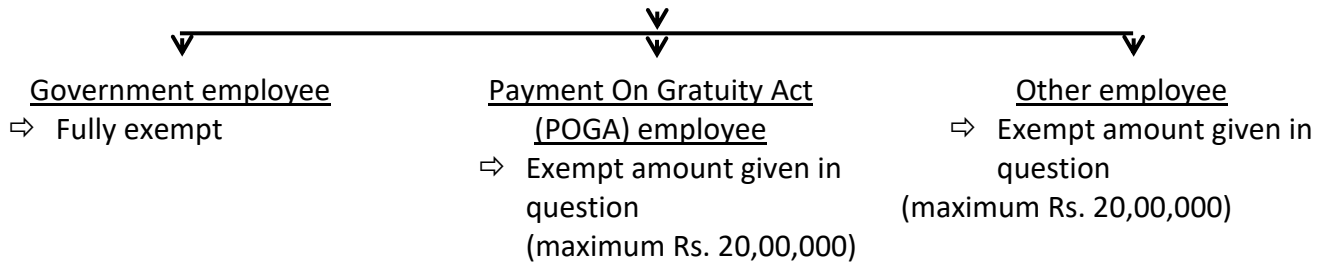 Government employee
⇨ Fully exempt
Payment On Gratuity Act
(POGA) employee
⇨ Exempt amount given in
question
(maximum Rs. 20,00,000)
Other employee
⇨ Exempt amount given in
question
(maximum Rs. 20,00,000)